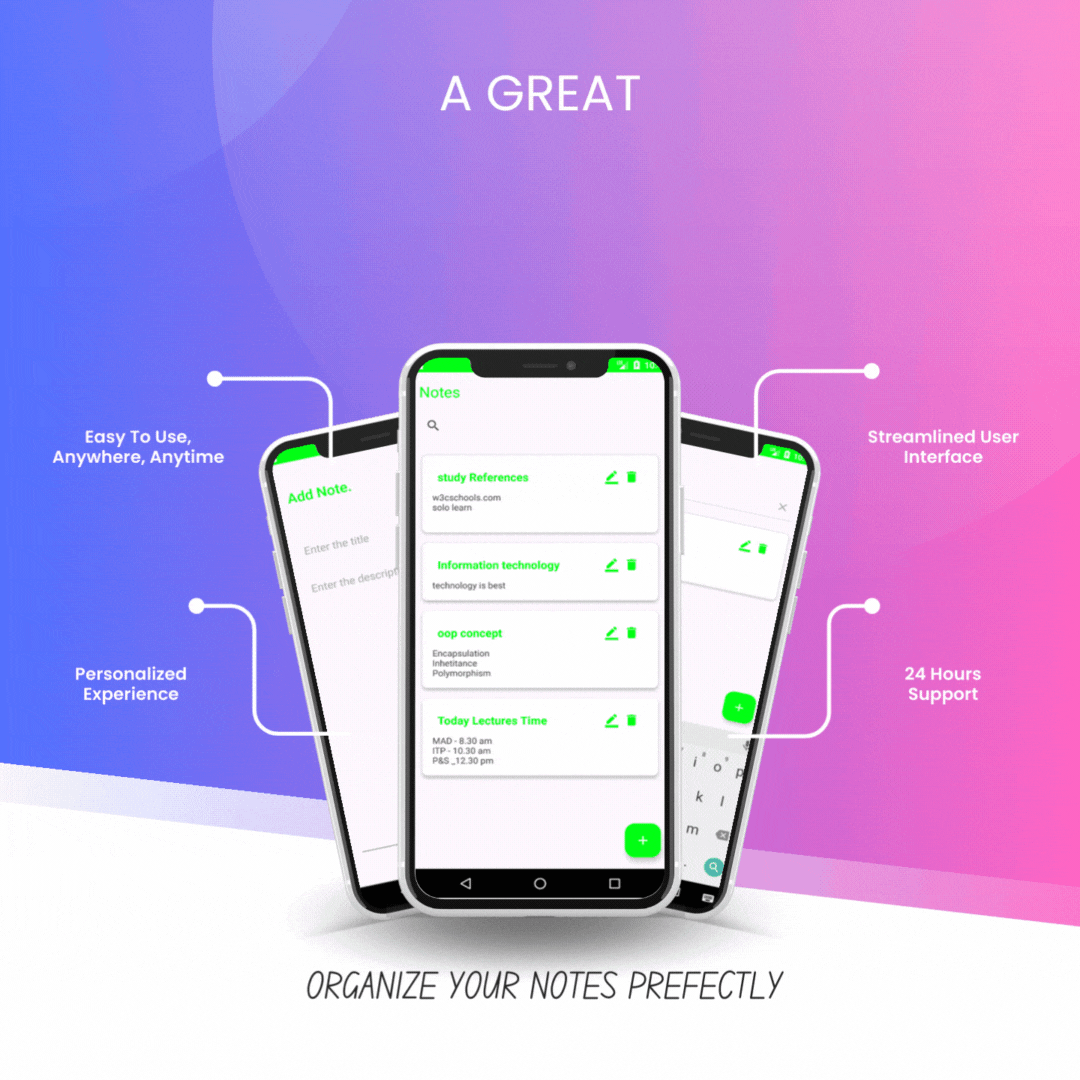 A GREAT
Easy To Use,
Anywhere, Anytime
Streamlined User
Interface
Personalized
Experience
24 Hours
Support
Add Note.
Enter the title
Enter the descript
Notes
study References
w3cschools.com
solo learn
Information technology
technology is best
oop concept
Encapsulation
Inhetitance
Polymorphism
Today Lectures Time
MAD - 8.30 am
ITP - 10.30 am
P&S _12.30 pm
+
+
i o p
k l
m
ORGANIZE YOUR NOTES PREFECTLY